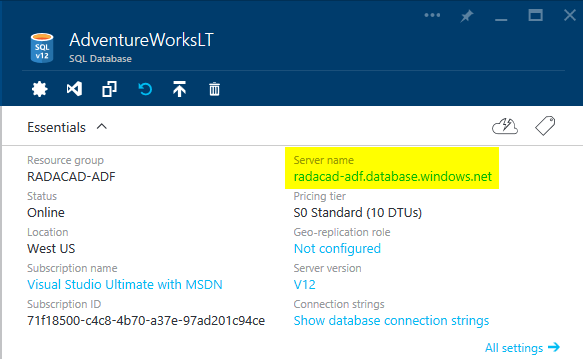 AdventureWorksLT
SQL Database
SQL
v12
Essentials
Resource group
RADACAD-ADF
Server name
radacad-adf.database.windows.net
Status
Online
Pricing tier
S0 Standard (10 DTUs)
Location
West US
Geo-replication role
Not configured
Subscription name
Visual Studio Ultimate with MSDN
Server version
V12
Subscription ID
71f18500-c4c8-4b70-a37e-97ad201c94ce
Connection strings
Show database connection strings
All settings